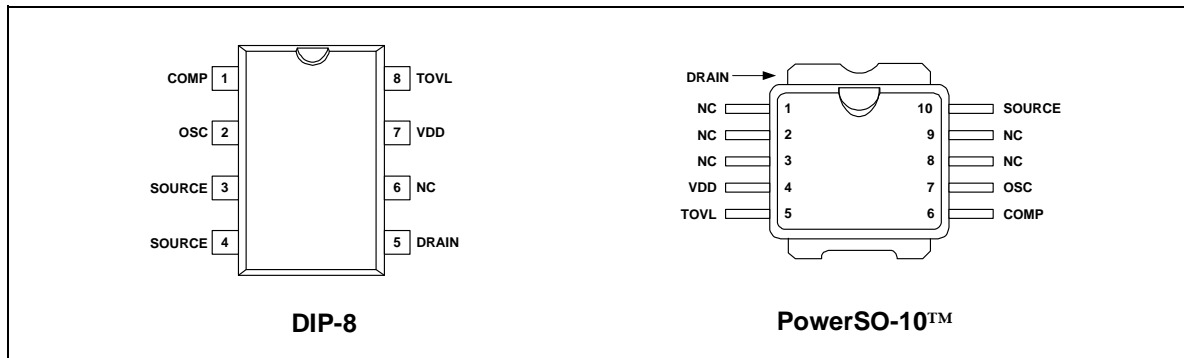 COMP 1
OSC 2
SOURCE 3
SOURCE 4
8 TOVL
7 VDD
6 NC
5 DRAIN
DIP-8
DRAIN
NC 1
NC 2
NC 3
VDD 4
TOVL 5
10 SOURCE
9 NC
8 NC
7 OSC
6 COMP
PowerSO-10™